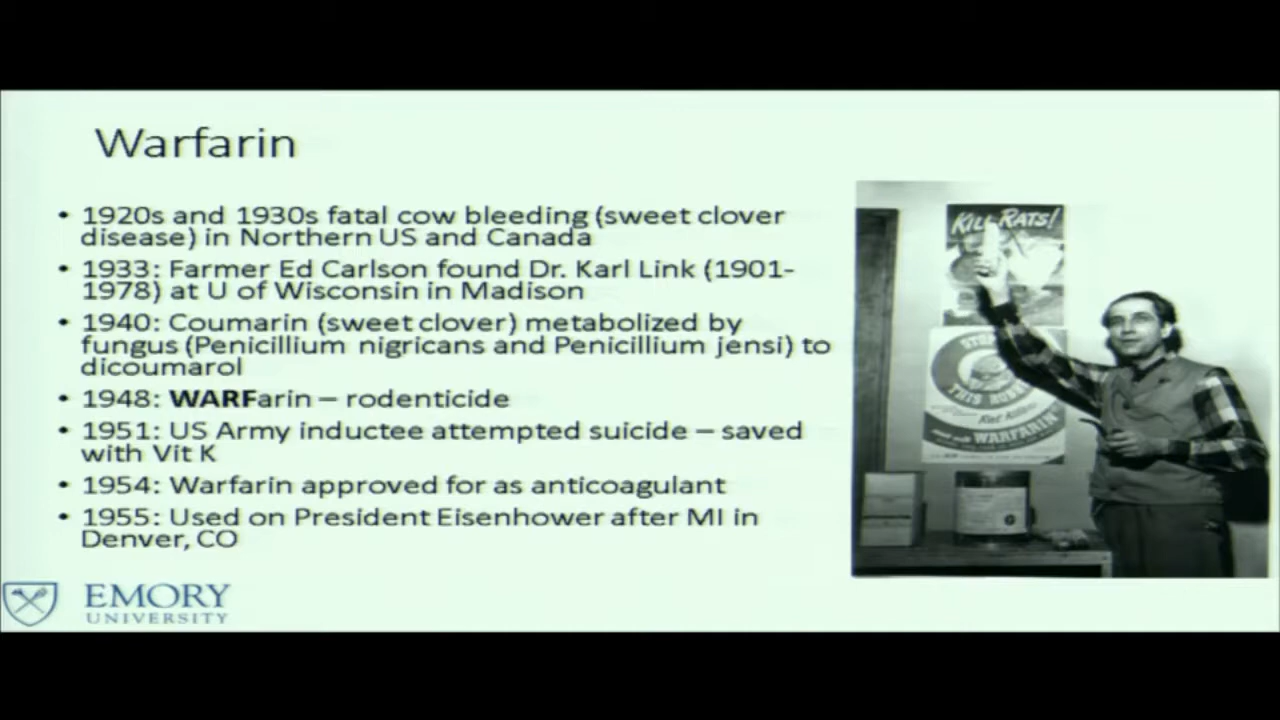 Warfarin
• 1920s and 1930s fatal cow bleeding (sweet clover
disease) in Northern US and Canada
• 1933: Farmer Ed Carlson found Dr. Karl Link (1901-
1978) at U of Wisconsin in Madison
• 1940: Coumarin (sweet clover) metabolized by
fungus (Penicillium nigricans and Penicillium jensi) to
dicoumarol
• 1948: WARFarin – rodenticide
• 1951: US Army inductee attempted suicide – saved
with Vit K
• 1954: Warfarin approved for as anticoagulant
• 1955: Used on President Eisenhower after MI in
Denver, CO
KILL RATS!
STOP
THIS
WARFARIN
EMORY
UNIVERSITY